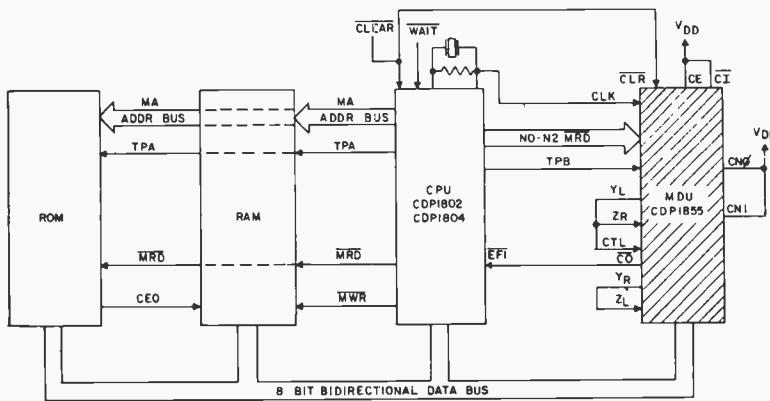 CLEAR
WAIT
VDD
CLR
CE
CI
CLK
MA
ADDR BUS
MA
ADDR BUS
NO-N2 MRD
TPA
TPA
TPB
ROM
RAM
CPU
CDP1802
CDP1804
MDU
CDP1855
VDD
CNØ
CN1
YL
ZR
CTL
CO
YR
ZL
MRD
MRD
EF1
CEO
MWR
8 BIT BIDIRECTIONAL DATA BUS